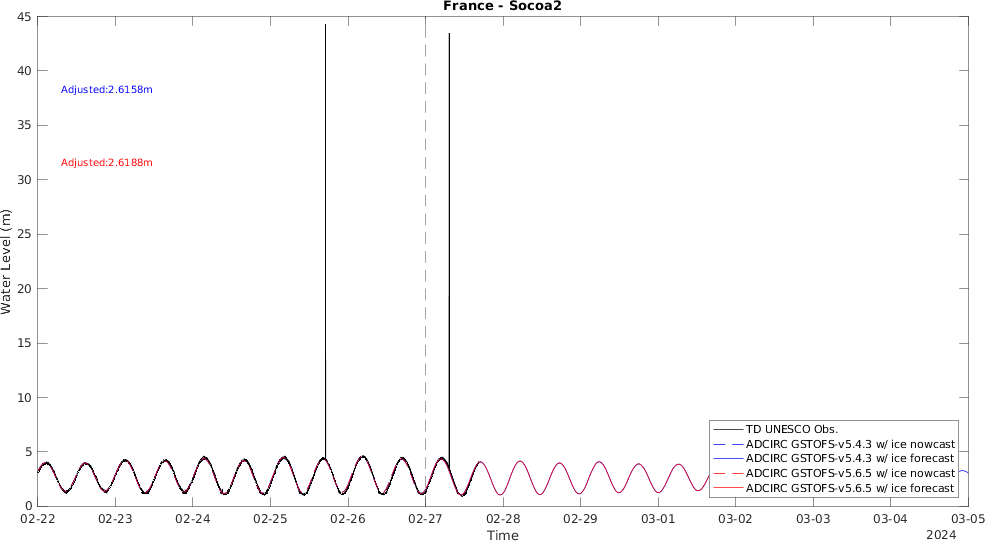 France - Socoa2
45
40
35
30
25
20
15
10
5
0
Water Level (m)
Adjusted:2.6158m
Adjusted:2.6188m
TD UNESCO Obs.
ADCIRC GSTOFS-v5.4.3 w/ ice nowcast
ADCIRC GSTOFS-v5.4.3 w/ ice forecast
ADCIRC GSTOFS-v5.6.5 w/ ice nowcast
ADCIRC GSTOFS-v5.6.5 w/ ice forecast
02-22 02-23 02-24 02-25 02-26 02-27 02-28 02-29 03-01 03-02 03-03 03-04 03-05
Time
2024